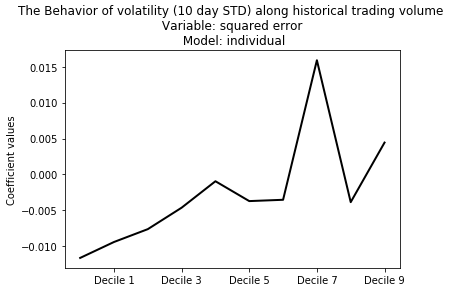 The Behavior of volatility (10 day STD) along historical trading volume
Variable: squared error
Model: individual
0.015
0.010
0.005
0.000
−0.005
−0.010
Coefficient values
Decile 1 Decile 3 Decile 5 Decile 7 Decile 9